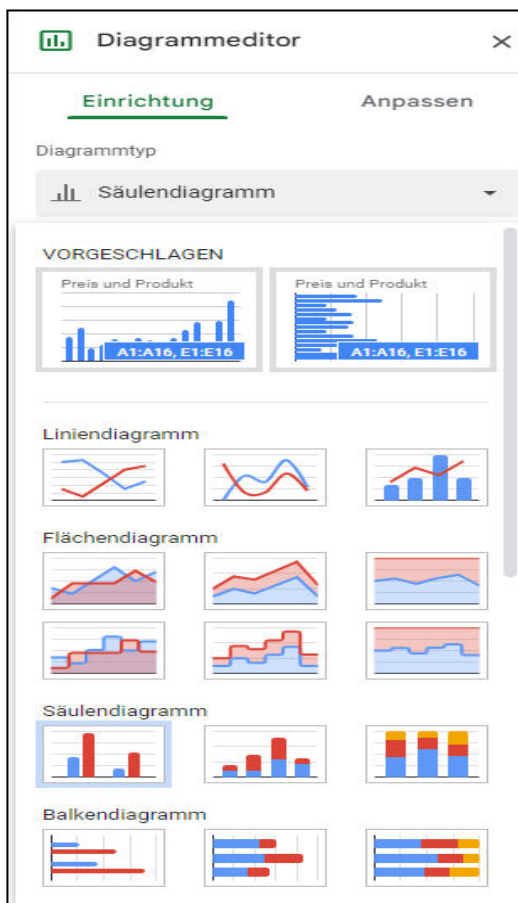 Diagrammeditor
Einrichtung Anpassen
Diagrammtyp
Säulendiagramm
VORGESCHLAGEN
Preis und Produkt Preis und Produkt
A1:A16, E1:E16 A1:A16, E1:E16
Liniendiagramm
Flächendiagramm
Säulendiagramm
Balkendiagramm